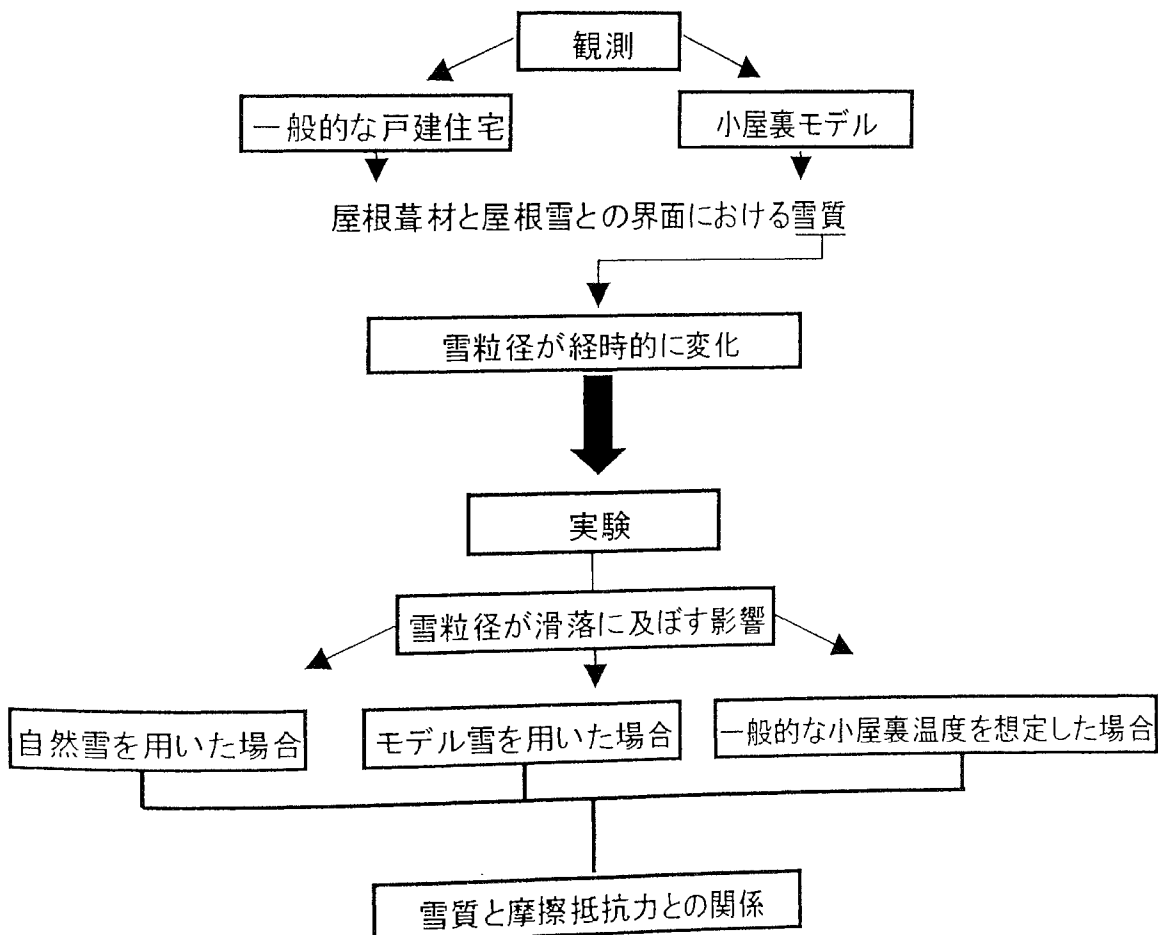 観測
一般的な戸建住宅
小屋裏モデル
屋根葺材と屋根雪との界面における雪質
雪粒径が経時的に変化
実験
雪粒径が滑落に及ぼす影響
自然雪を用いた場合
モデル雪を用いた場合
一般的な小屋裏温度を想定した場合
雪質と摩擦抵抗力との関係